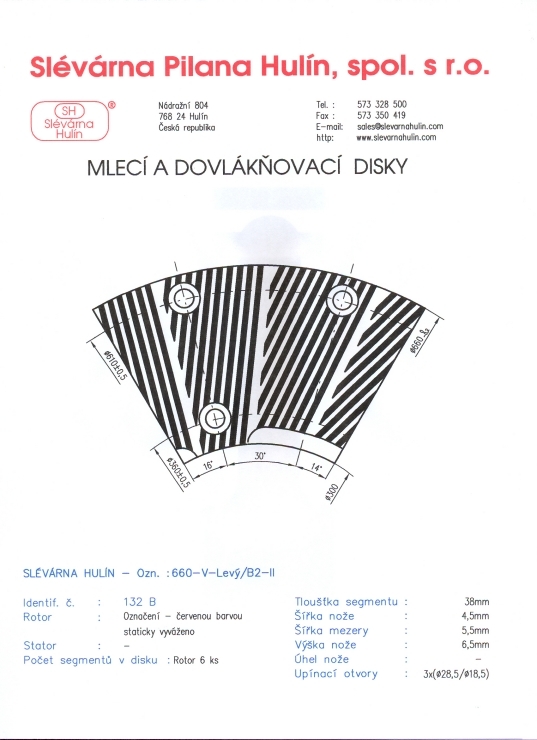 Slévárna Pilana Hulín, spol. s r.o.
SH
Slévárna
Hulín
®
Nádražní 804
768 24 Hulín
Česká republika
Tel. : 573 328 500
Fax : 573 350 419
E-mail: sales@slevarnahulin.com
http: www.slevarnahulin.com
MLECÍ A DOVLÁKŇOVACÍ DISKY
ø610±0,5
ø660
ø360±0,5
16°
30°
14°
ø300
SLÉVÁRNA HULÍN – Ozn. :660-V-Levý/B2-II
Identif. č. : 132 B
Rotor : Označení – červenou barvou
staticky vyváženo
Stator : –
Počet segmentů v disku : Rotor 6 ks
Tloušťka segmentu : 38mm
Šířka nože : 4,5mm
Šířka mezery : 5,5mm
Výška nože : 6,5mm
Úhel nože : –
Upínací otvory : 3x(ø28,5/ø18,5)